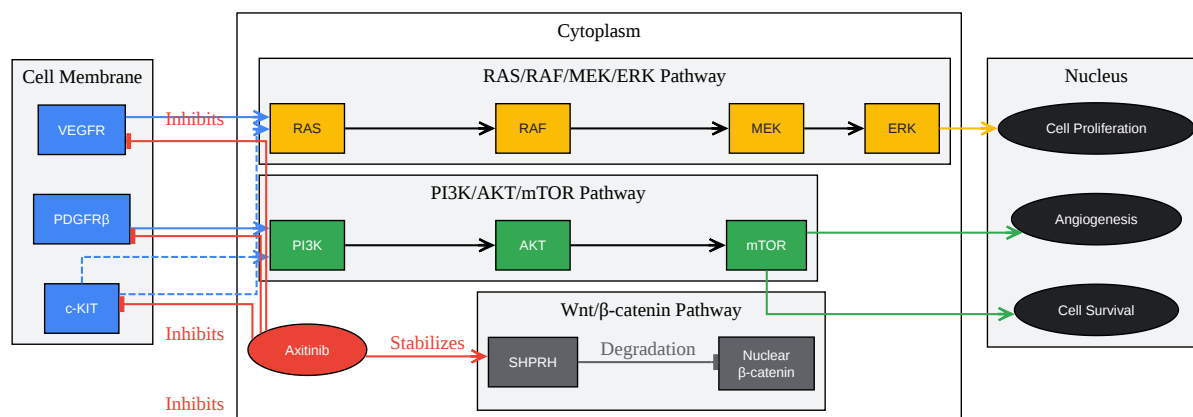 Cytoplasm
Cell Membrane
RAS/RAF/MEK/ERK Pathway
Nucleus
VEGFR
Inhibits
RAS
RAF
MEK
ERK
Cell Proliferation
PI3K/AKT/mTOR Pathway
PDGFRβ
PI3K
AKT
mTOR
Angiogenesis
c-KIT
Wnt/β-catenin Pathway
Cell Survival
Inhibits
Axitinib
Stabilizes
SHPRH
Degradation
Nuclear
β-catenin
Inhibits